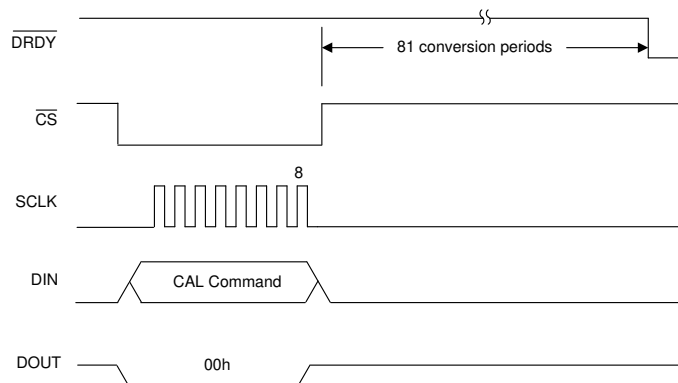 DRDY
81 conversion periods
CS
8
SCLK
DIN
CAL Command
DOUT
00h